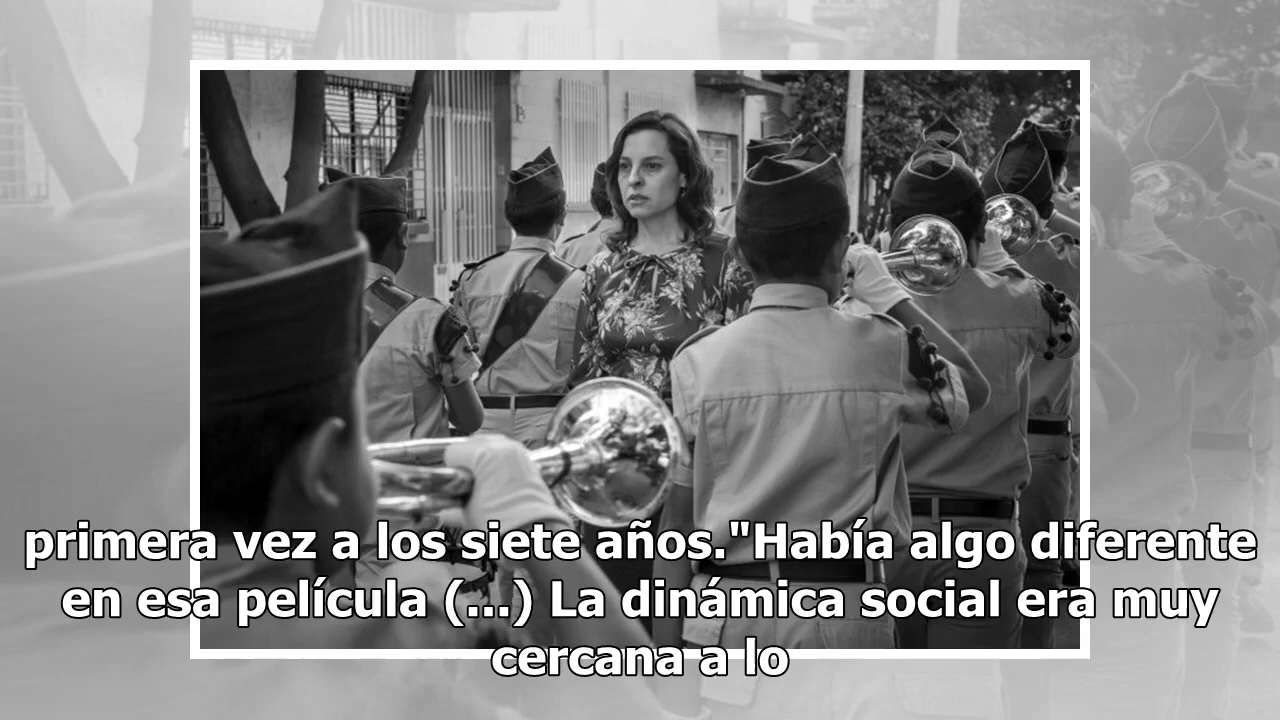 primera vez a los siete años."Había algo diferente
en esa película (...) La dinámica social era muy
cercana a lo